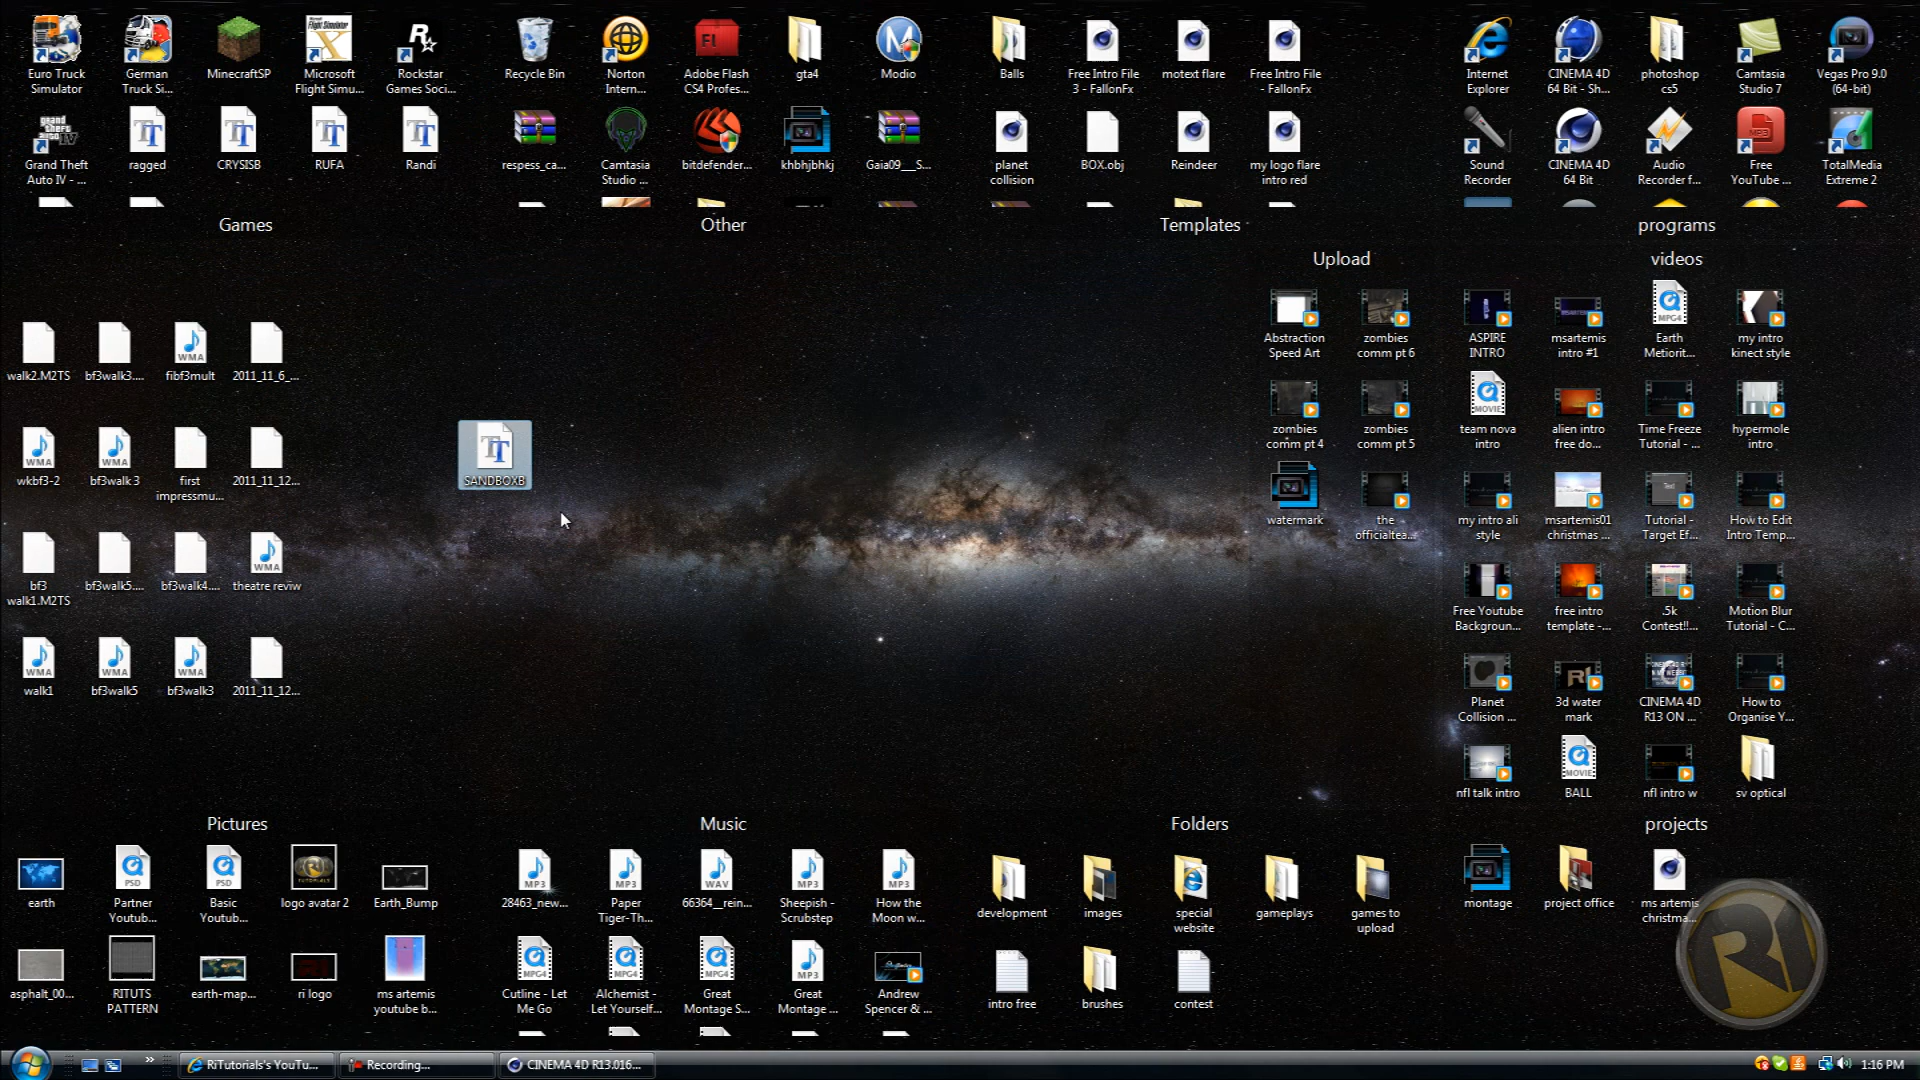 Euro Truck
Simulator
German
Truck Si...
MinecraftSP
Microsoft
Flight Simu...
Rockstar
Games Soci...
Recycle Bin
Norton
Intern...
Adobe Flash
CS4 Profes...
gta4
Modio
Balls
Free Intro File
3 - FallonFx
motext flare
Free Intro File
- FallonFx
Internet
Explorer
CINEMA 4D
64 Bit - Sh...
photoshop
cs5
Camtasia
Studio 7
Vegas Pro 9.0
(64-bit)
Grand Theft
Auto IV - ...
ragged
CRYSISB
RUFA
Randi
respess_ca...
Camtasia
Studio ...
bitdefender...
khbhjbhkj
Gaia09__S...
planet
collision
BOX.obj
Reindeer
my logo flare
intro red
Sound
Recorder
CINEMA 4D
64 Bit
Audio
Recorder f...
Free
YouTube ...
TotalMedia
Extreme 2
Games
Other
Templates
programs
Upload
videos
Abstraction
Speed Art
zombies
comm pt 6
ASPIRE
INTRO
msartemis
intro #1
Earth
Metiorit...
my intro
kinect style
walk2.M2TS
bf3walk3....
fibf3mult
2011_11_6_...
zombies
comm pt 4
zombies
comm pt 5
team nova
intro
alien intro
free do...
Time Freeze
Tutorial - ...
hypermole
intro
wkbf3-2
bf3walk 3
first
impressmu...
2011_11_12...
SANDBOXB
watermark
the
officialtea...
my intro ali
style
msartemis01
christmas ...
Tutorial -
Target Ef...
How to Edit
Intro Temp...
bf3
walk1.M2TS
bf3walk5....
bf3walk4....
theatre reviw
Free Youtube
Backgroun...
free intro
template -...
.5k
Contest!!...
Motion Blur
Tutorial - C...
walk1
bf3walk5
bf3walk3
2011_11_12...
Planet
Collision ...
3d water
mark
CINEMA 4D
R13 ON ...
How to
Organise Y...
nfl talk intro
BALL
nfl intro w
sv optical
Pictures
Music
Folders
projects
earth
Partner
Youtub...
Basic
Youtub...
logo avatar 2
Earth_Bump
28463_new...
Paper
Tiger-Th...
66364__rein...
Sheepish -
Scrubstep
How the
Moon w...
development
images
special
website
gameplays
games to
upload
montage
project office
ms artemis
christma...
asphalt_00...
RITUTS
PATTERN
earth-map...
ri logo
ms artemis
youtube b...
Cutline - Let
Me Go
Alchemist -
Let Yourself...
Great
Montage S...
Great
Montage ...
Andrew
Spencer & ...
intro free
brushes
contest
RI
RiTutorials's YouTu...
Recording...
CINEMA 4D R13.016...
1:16 PM